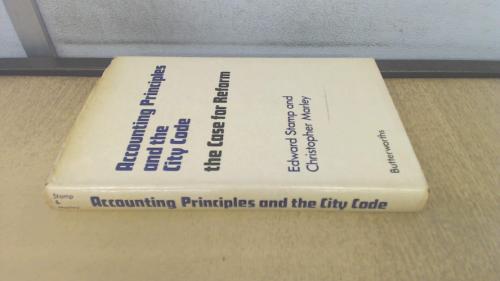 Accounting Principles
and the
City Code
the Case for Reform
Edward Stamp and
Christopher Marley
Butterworths
Stamp
&
Marley
Accounting Principles and the City Code